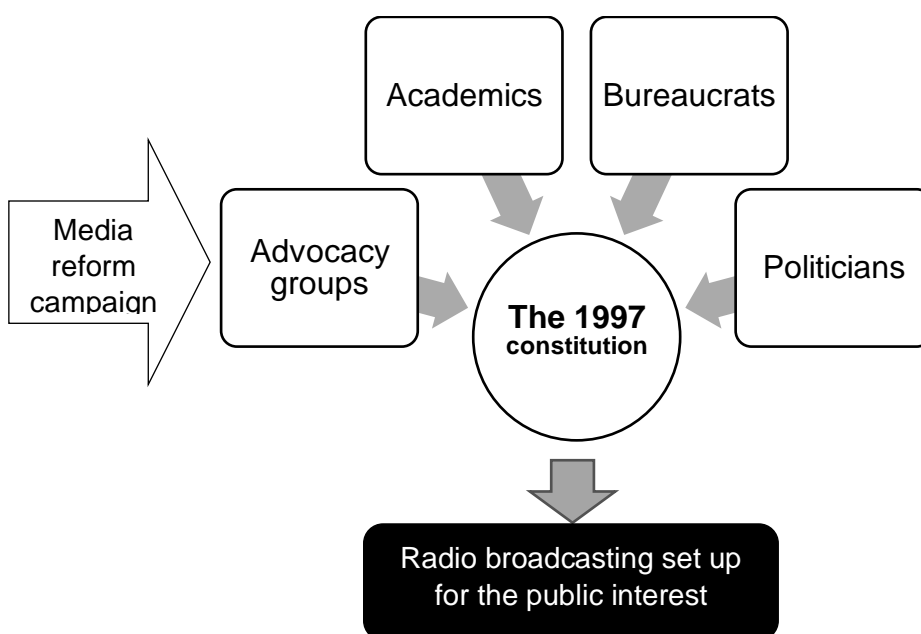 Academics
Bureaucrats
Media
reform
campaign
Advocacy
groups
Politicians
The 1997
constitution
Radio broadcasting set up
for the public interest